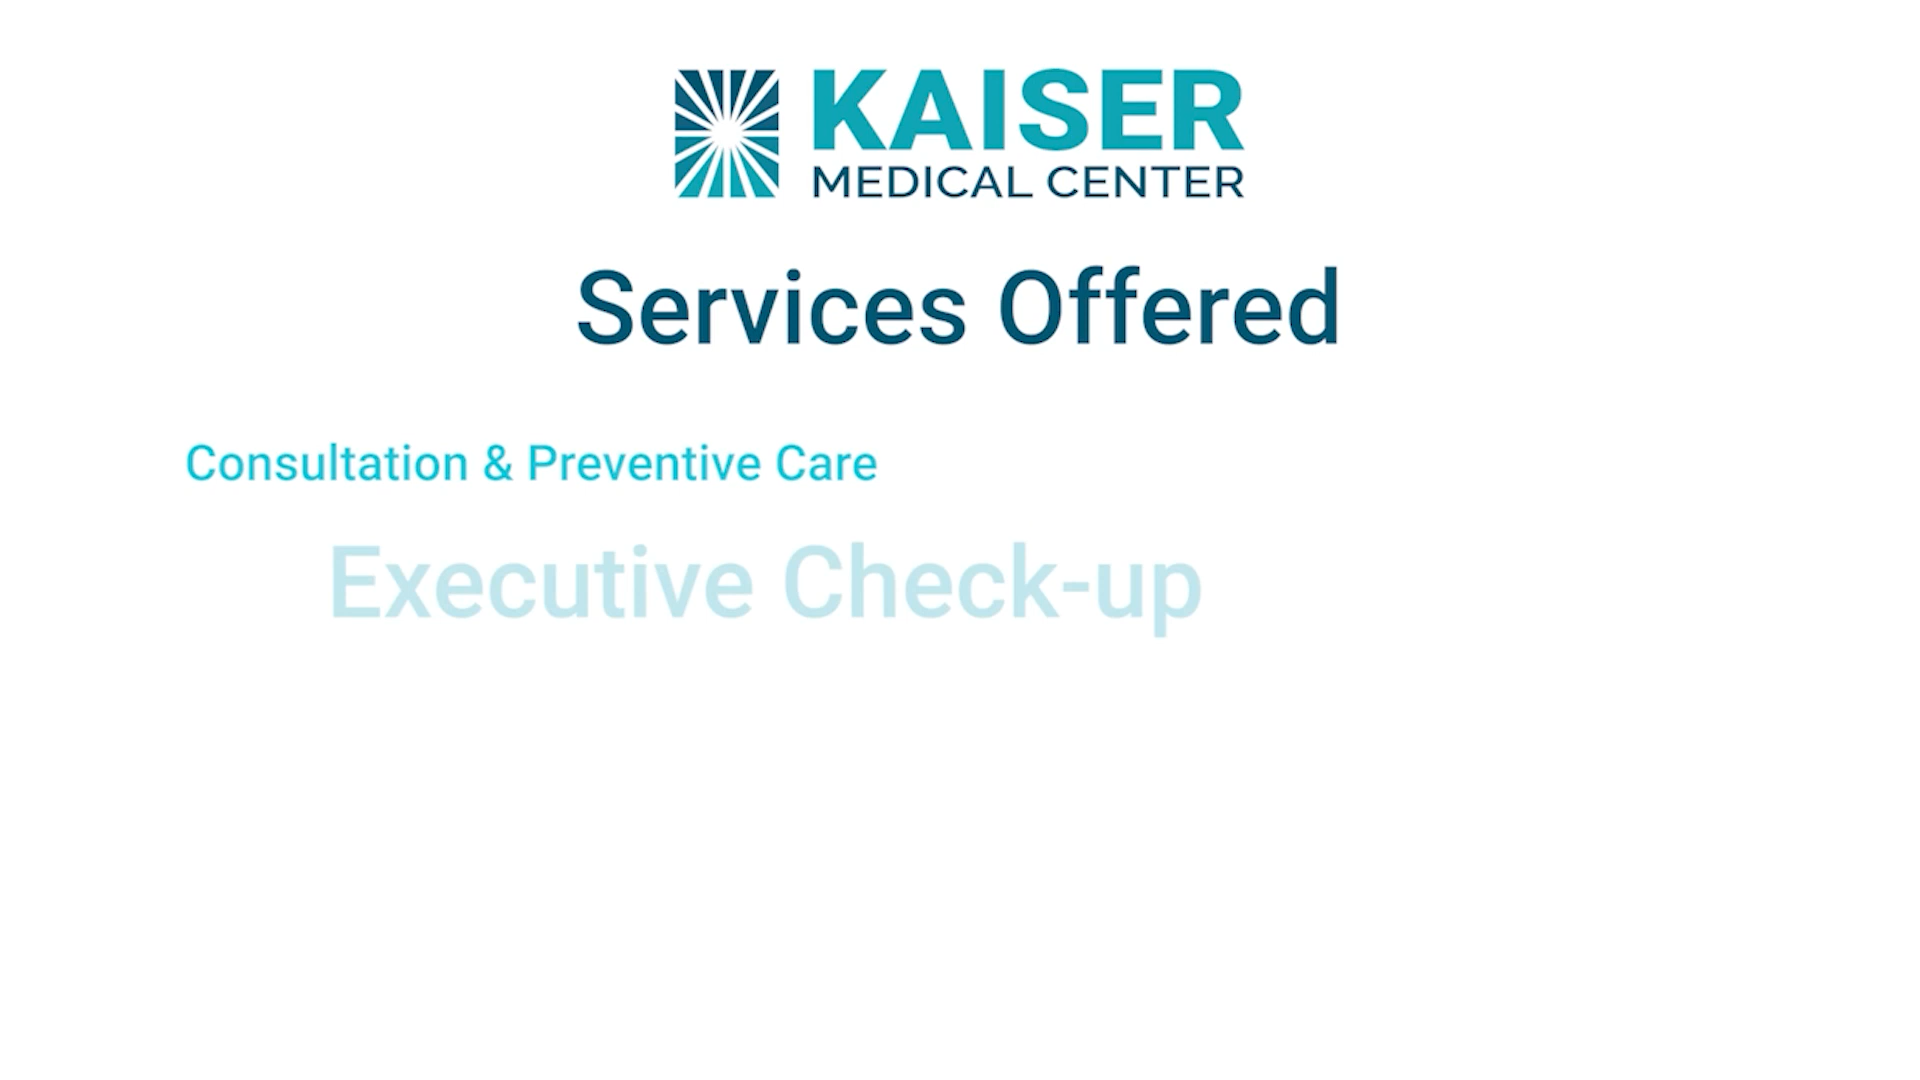 KAISER
MEDICAL CENTER
Services Offered
Consultation & Preventive Care
Executive Check-up